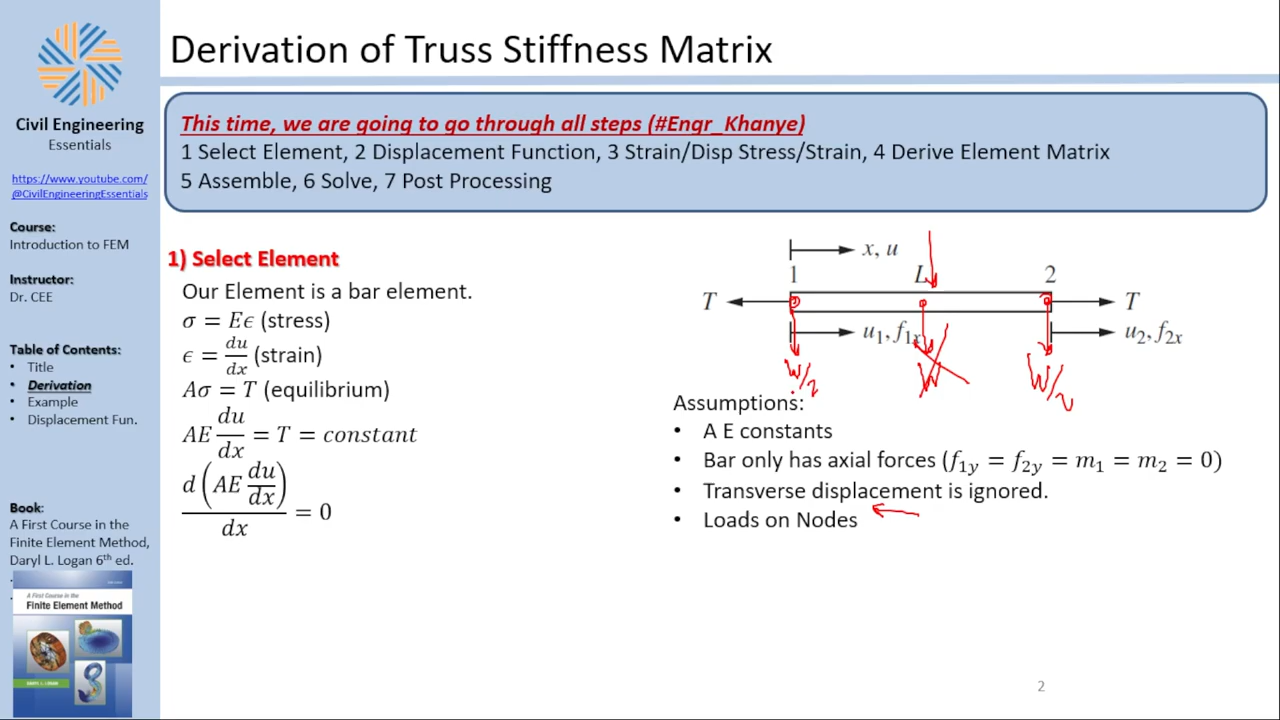 Derivation of Truss Stiffness Matrix
Civil Engineering
Essentials
https://www.youtube.com/
@CivilEngineeringEssentials
Course:
Introduction to FEM
Instructor:
Dr. CEE
Table of Contents:
• Title
• Derivation
• Example
• Displacement Fun.
Book:
A First Course in the
Finite Element Method,
Daryl L. Logan 6th ed.
A First Course in the
Finite Element Method
This time, we are going to go through all steps (#Engr_Khanye)
1 Select Element, 2 Displacement Function, 3 Strain/Disp Stress/Strain, 4 Derive Element Matrix
5 Assemble, 6 Solve, 7 Post Processing
1) Select Element
Our Element is a bar element.
σ = Eϵ (stress)
ϵ = du/dx (strain)
Aσ = T (equilibrium)
AE du/dx = T = constant
d(AE du/dx)/dx = 0
x, u
1 L 2
T T
u₁, f₁ₓ u₂, f₂ₓ
W/2 W W/2
Assumptions:
• A E constants
• Bar only has axial forces (f₁y = f₂y = m₁ = m₂ = 0)
• Transverse displacement is ignored.
• Loads on Nodes
2